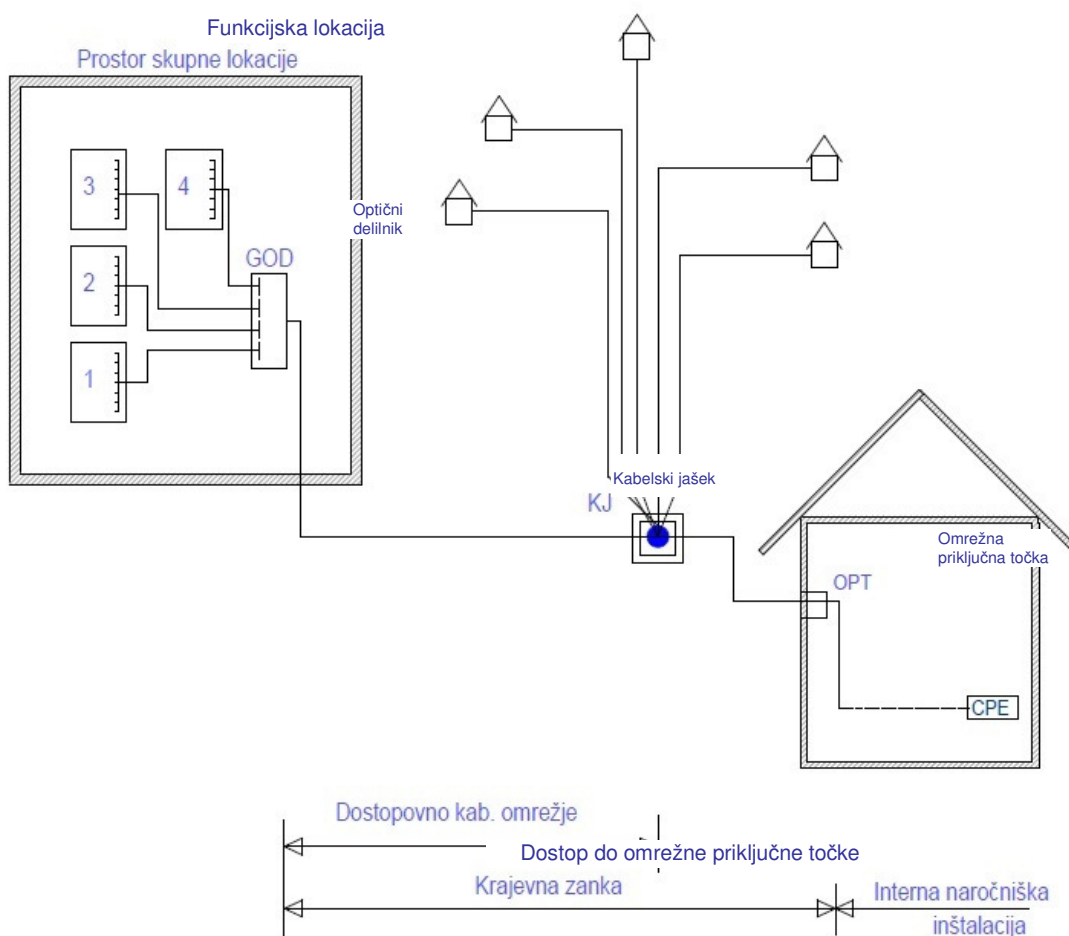 Funkcijska lokacija
Prostor skupne lokacije
3
4
Optični
delilnik
GOD
2
1
Kabelski jašek
KJ
Omrežna
priključna točka
OPT
CPE
Dostopovno kab. omrežje
Dostop do omrežne priključne točke
Krajevna zanka
Interna naročniška
inštalacija